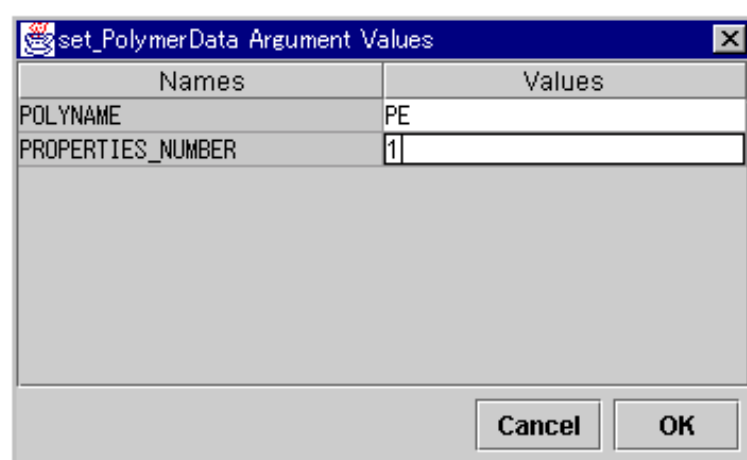 set_PolymerData Argument Values
Names Values
POLYNAME PE
PROPERTIES_NUMBER 1
Cancel OK